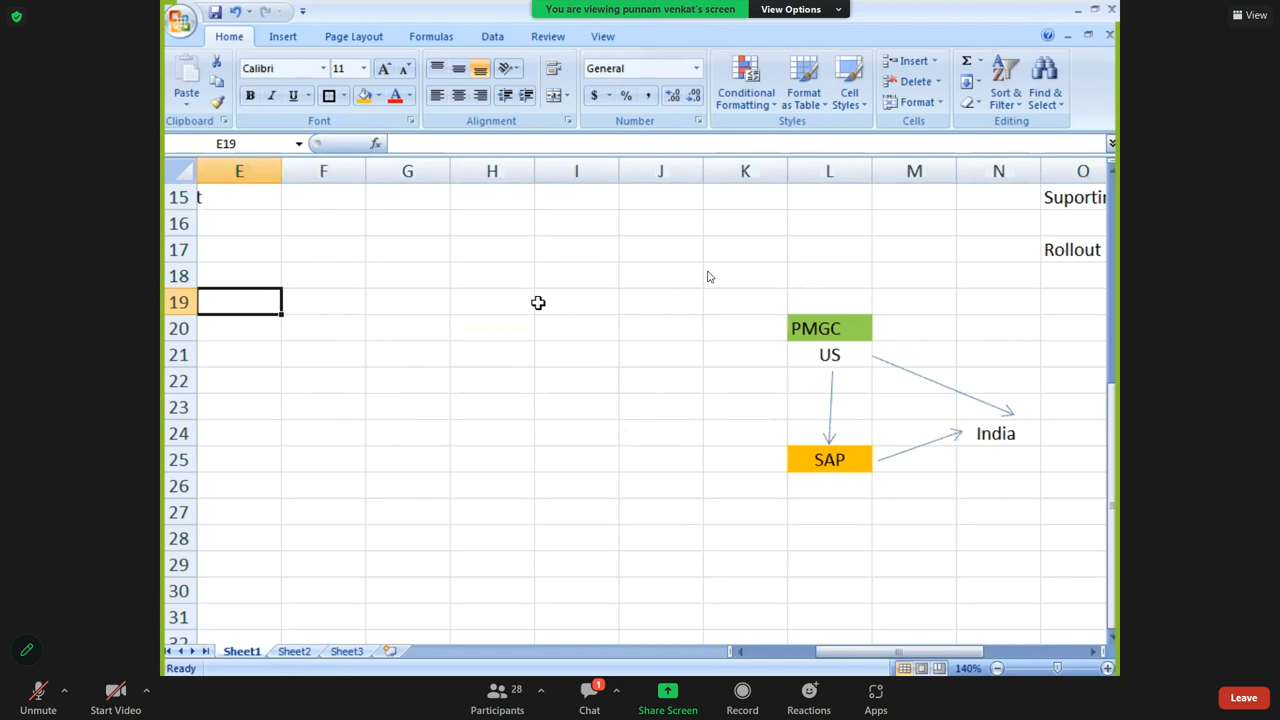 You are viewing punnam venkat's screen
View Options
View
Home Insert Page Layout Formulas Data Review View
Paste
Calibri 11
General
Conditional Formatting
Format as Table
Cell Styles
Insert
Delete
Format
Sort & Filter
Find & Select
Clipboard Font Alignment Number Styles Cells Editing
E19
E F G H I J K L M N O
15 t Suportin
16
17 Rollout
18
19
20 PMGC
21 US
22
23
24 India
25 SAP
26
27
28
29
30
31
32
Sheet1 Sheet2 Sheet3
Ready 140%
28 1
Unmute Start Video Participants Chat Share Screen Record Reactions Apps Leave